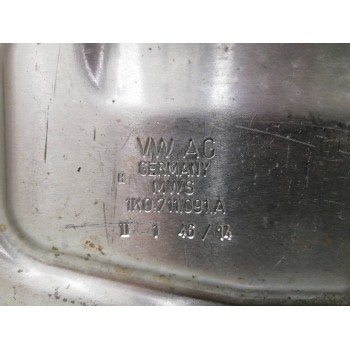 VW AG
GERMANY
MWS
1K0.711.091.A
II 1 46/14